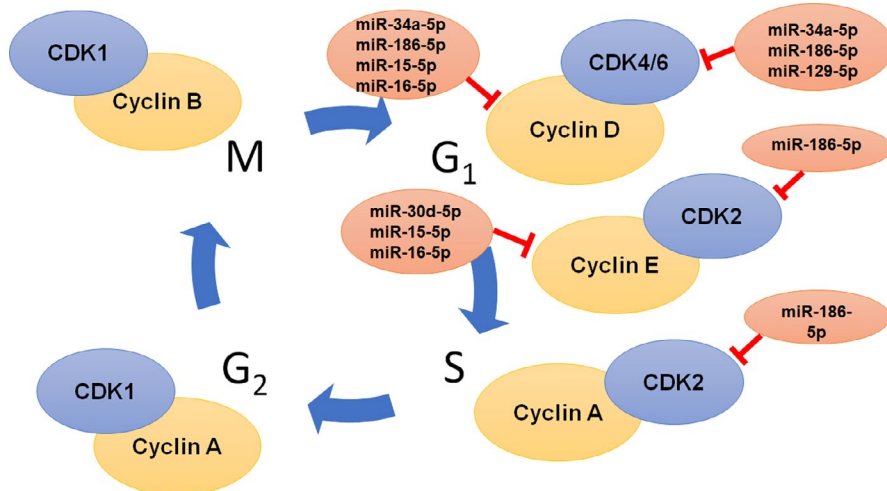 CDK1
Cyclin B
M
miR-34a-5p
miR-186-5p
miR-15-5p
miR-16-5p
G₁
CDK4/6
Cyclin D
miR-34a-5p
miR-186-5p
miR-129-5p
miR-186-5p
CDK2
Cyclin E
miR-30d-5p
miR-15-5p
miR-16-5p
miR-186-
5p
S
CDK2
Cyclin A
G₂
CDK1
Cyclin A